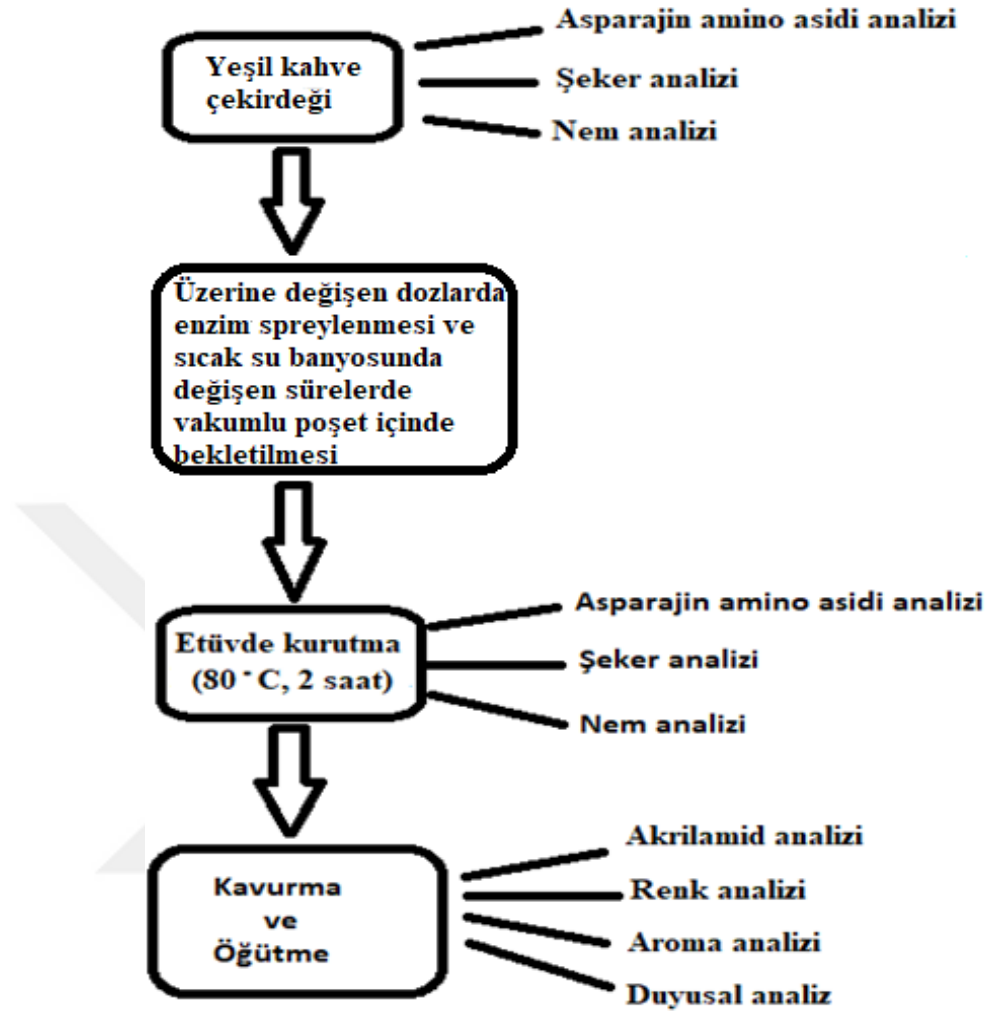 Yeşil kahve
çekirdeği
Asparajin amino asidi analizi
Şeker analizi
Nem analizi
Üzerine değişen dozlarda
enzim spreylenmesi ve
sıcak su banyosunda
değişen sürelerde
vakumlu poşet içinde
bekletilmesi
Etüvde kurutma
(80 ° C, 2 saat)
Asparajin amino asidi analizi
Şeker analizi
Nem analizi
Kavurma
ve
Öğütme
Akrilamid analizi
Renk analizi
Aroma analizi
Duyusal analiz